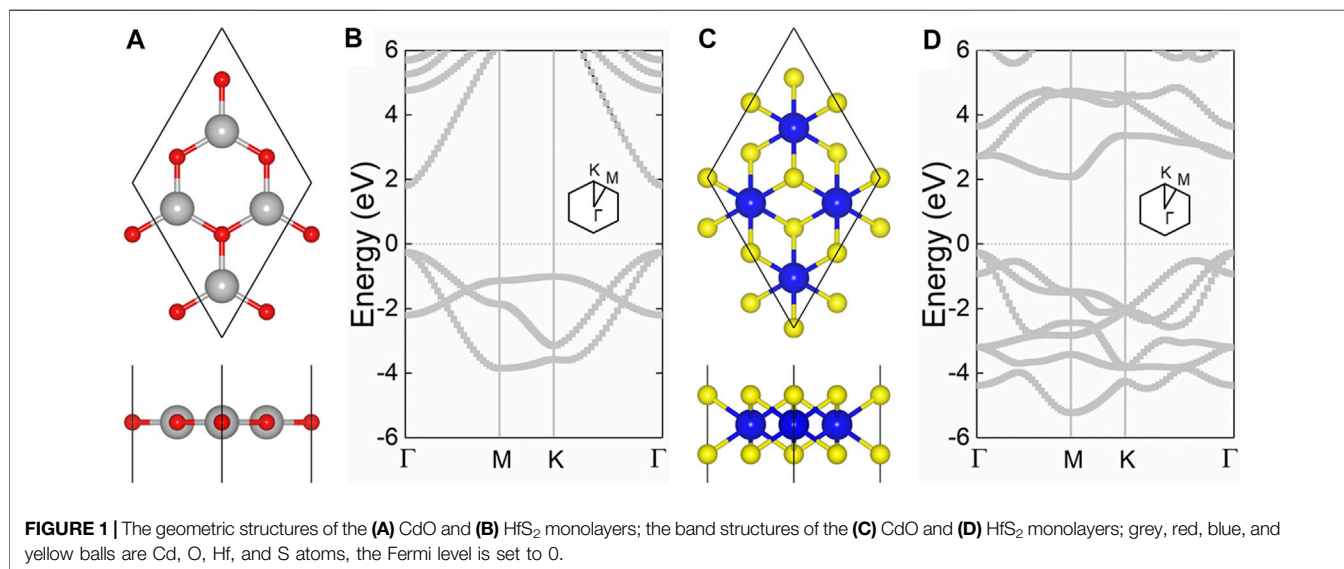 A
B
C
D
Energy (eV)
6
4
2
0
-2
-4
-6
Γ
M
K
Γ
K
M
Γ
Energy (eV)
6
4
2
0
-2
-4
-6
Γ
M
K
Γ
K
M
Γ
FIGURE 1 | The geometric structures of the (A) CdO and (B) HfS₂ monolayers; the band structures of the (C) CdO and (D) HfS₂ monolayers; grey, red, blue, and
yellow balls are Cd, O, Hf, and S atoms, the Fermi level is set to 0.